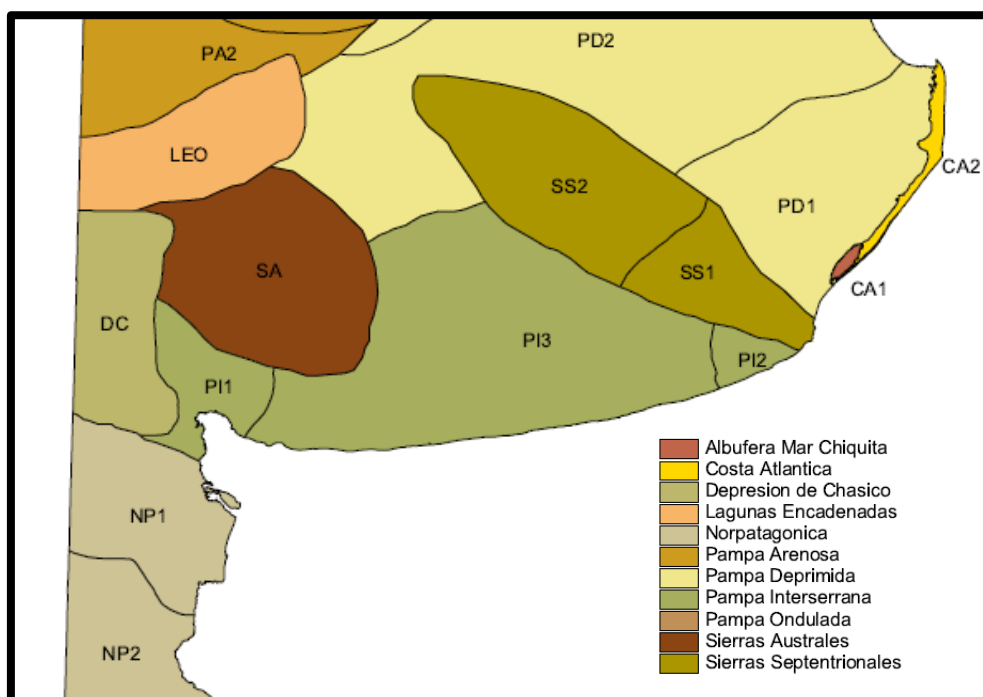 PA2
PD2
LEO
CA2
SS2
PD1
SA
SS1
CA1
DC
PI3
PI2
PI1
Albufera Mar Chiquita
Costa Atlantica
Depresion de Chasico
Lagunas Encadenadas
NP1
Norpatagonica
Pampa Arenosa
Pampa Deprimida
Pampa Interserrana
Pampa Ondulada
Sierras Australes
NP2
Sierras Septentrionales